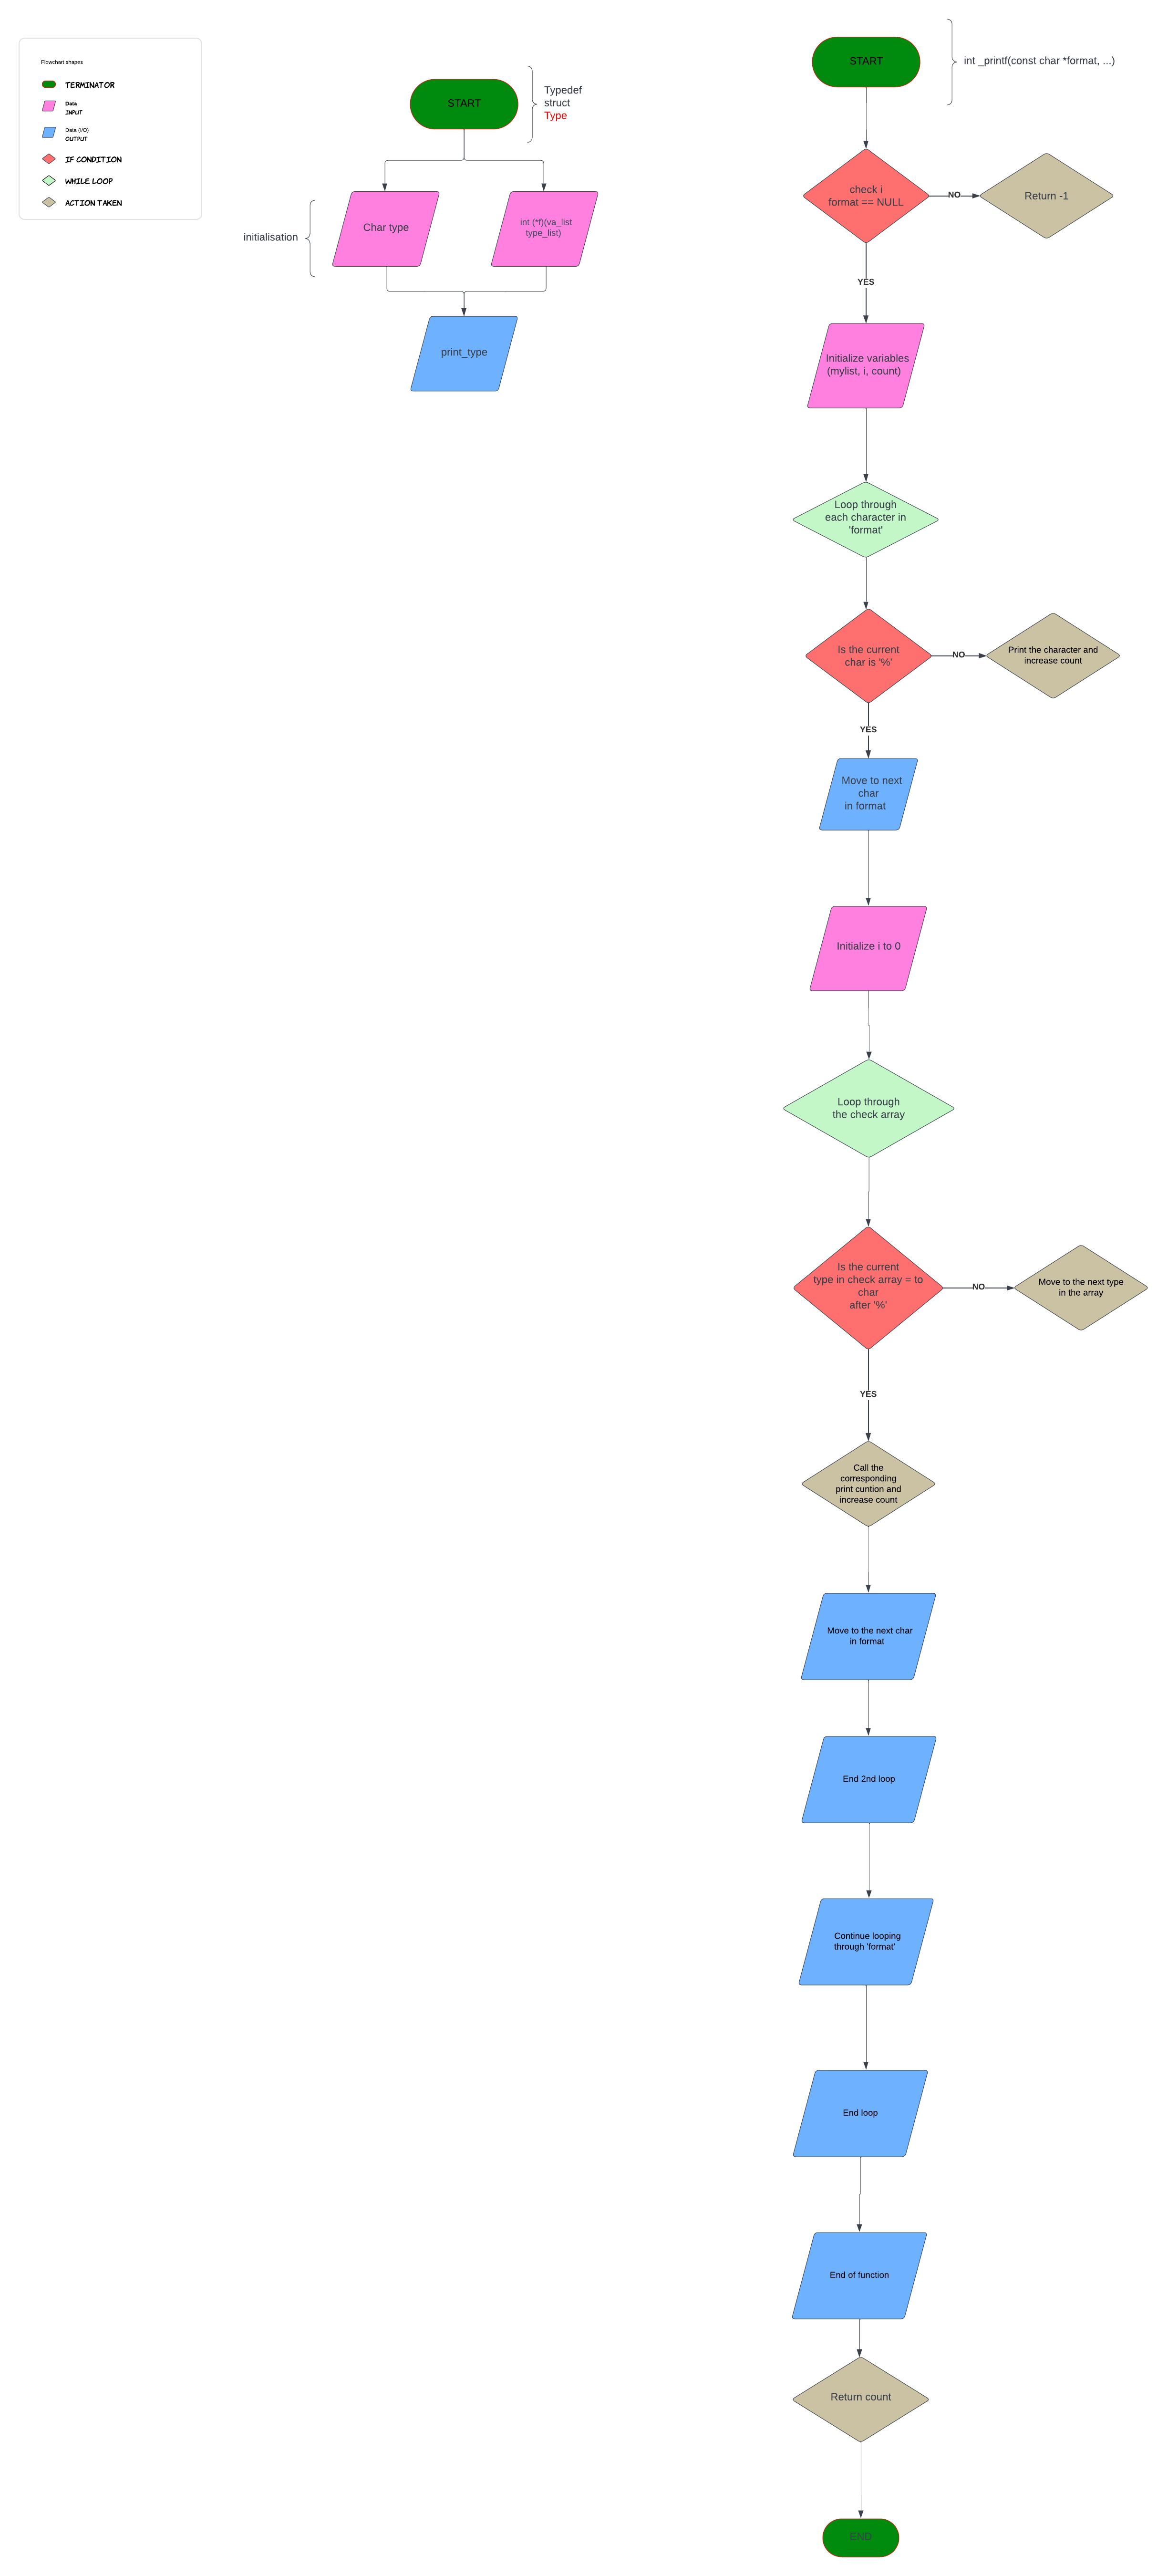 Flowchart shapes
TERMINATOR
Data
INPUT
Data (I/O)
OUTPUT
IF CONDITION
WHILE LOOP
ACTION TAKEN
START
Typedef
struct
Type
initialisation
Char type
int (*f)(va_list
type_list)
print_type
START
int _printf(const char *format, ...)
check i
format == NULL
NO
Return -1
YES
Initialize variables
(mylist, i, count)
Loop through
each character in
'format'
Is the current
char is '%'
NO
Print the character and
increase count
YES
Move to next
char
in format
Initialize i to 0
Loop through
the check array
Is the current
type in check array = to
char
after '%'
NO
Move to the next type
in the array
YES
Call the
corresponding
print cuntion and
increase count
Move to the next char
in format
End 2nd loop
Continue looping
through 'format'
End loop
End of function
Return count
END